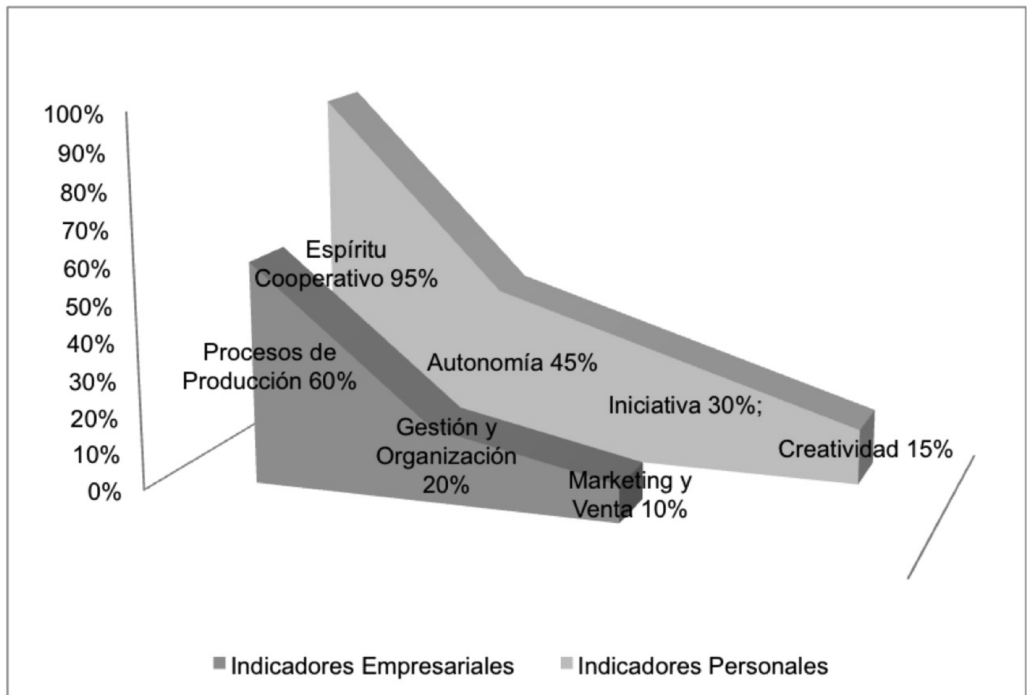 100%
90%
80%
70%
60%
50%
40%
30%
20%
10%
0%
Espíritu
Cooperativo 95%
Procesos de
Producción 60%
Autonomía 45%
Iniciativa 30%;
Gestión y
Organización
20%
Creatividad 15%
Marketing y
Venta 10%
Indicadores Empresariales
Indicadores Personales